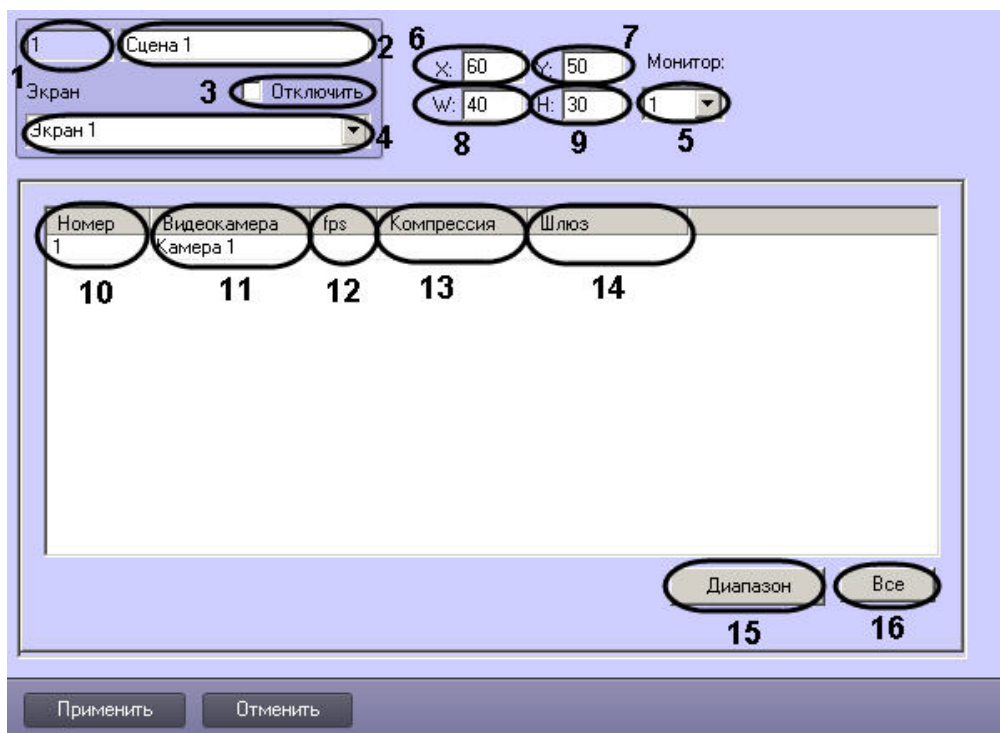 1 Сцена 1 2 6 7
X: 60 Y: 50 Монитор:
1 Экран 3 Отключить
W: 40 H: 30 1
Экран 1 4 8 9 5
Номер Видеокамера fps Компрессия Шлюз
1 Камера 1
10 11 12 13 14
Диапазон Все
15 16
Применить Отменить